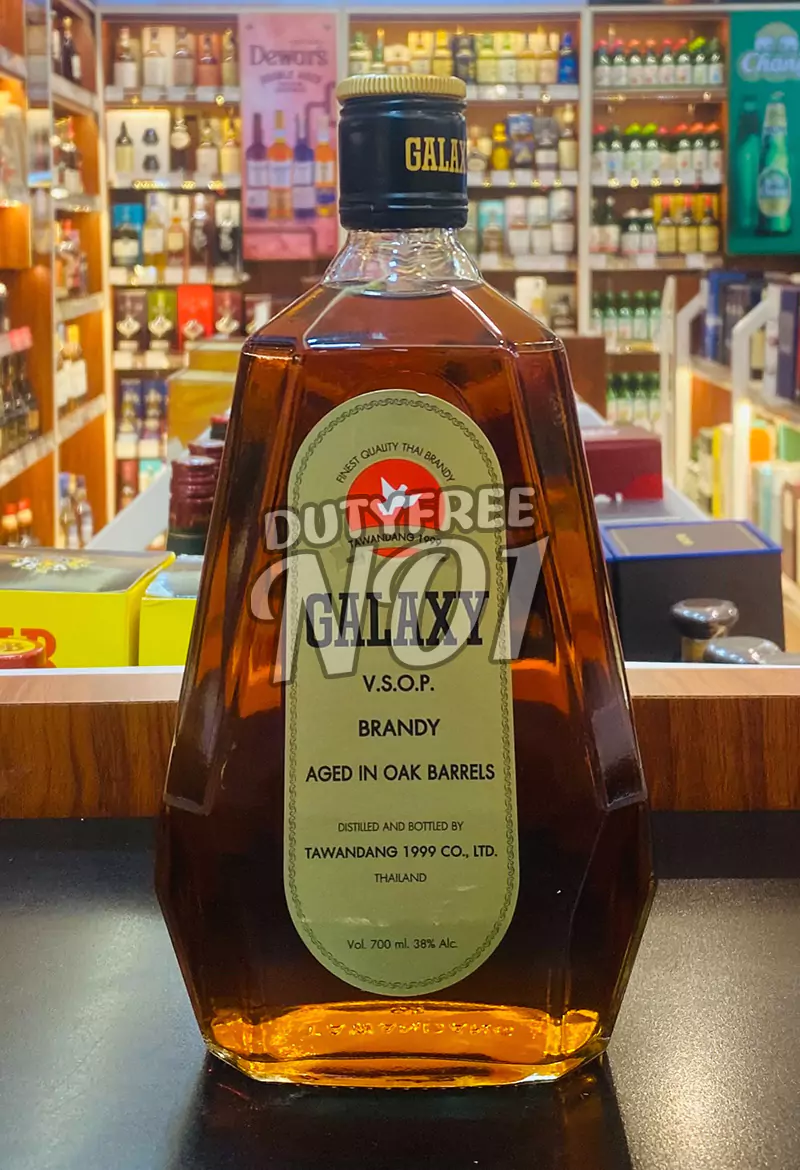 Dewar's
Chang
GALAX
FINEST QUALITY THAI BRANDY
DUTYFREE
TAWANDANG 1999
NO1
GALAXY
V.S.O.P.
BRANDY
AGED IN OAK BARRELS
DISTILLED AND BOTTLED BY
TAWANDANG 1999 CO., LTD.
THAILAND
Vol. 700 ml. 38% Alc.